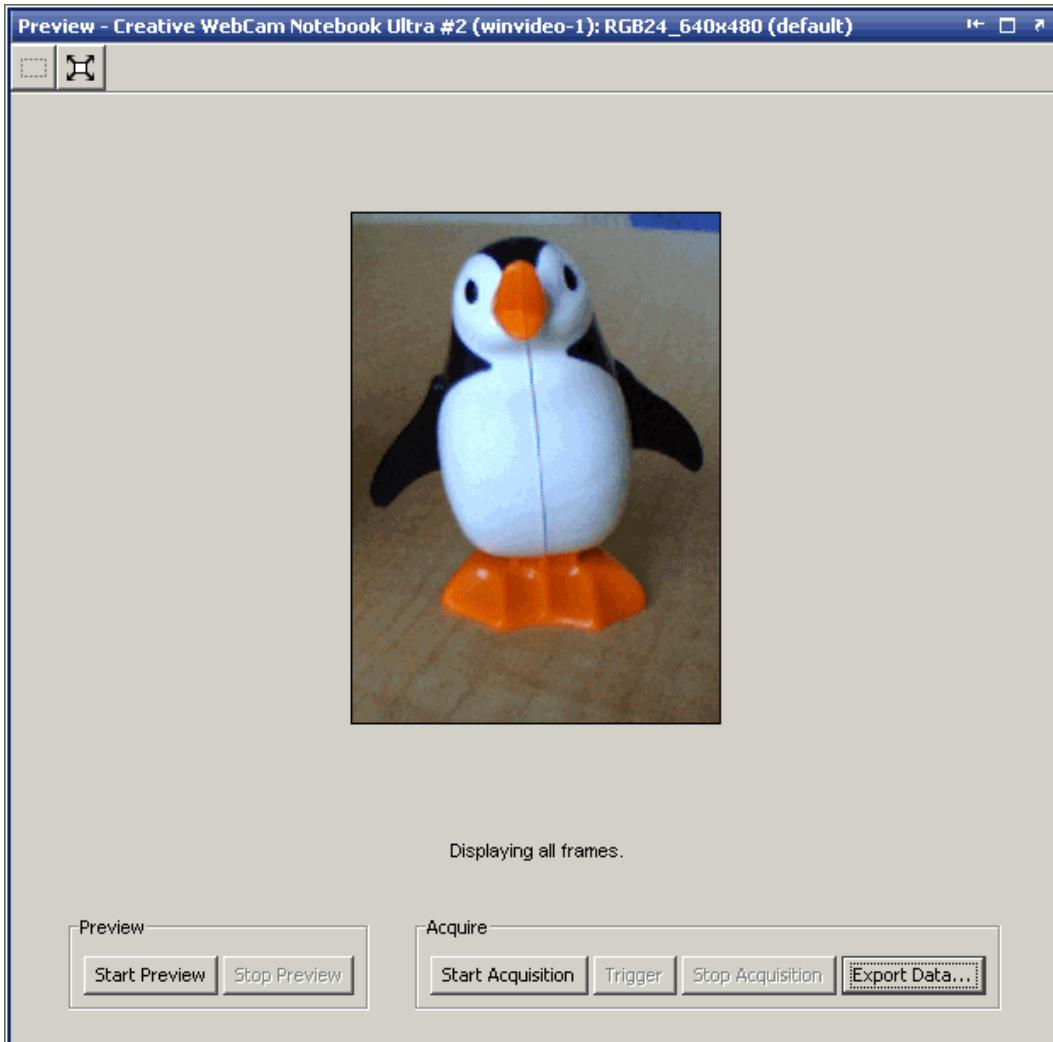 Preview - Creative WebCam Notebook Ultra #2 (winvideo-1): RGB24_640x480 (default)
Displaying all frames.
Preview
Start Preview Stop Preview
Acquire
Start Acquisition Trigger Stop Acquisition Export Data...